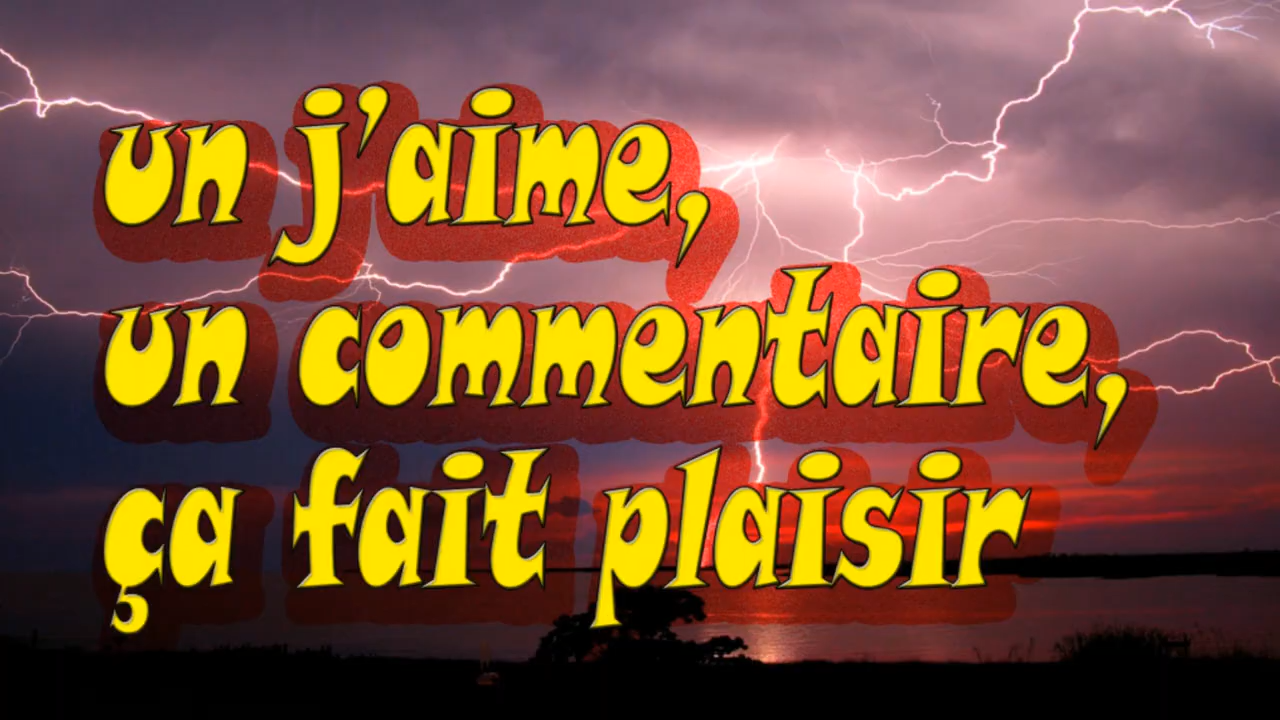 un j'aime,
un commentaire,
ça fait plaisir